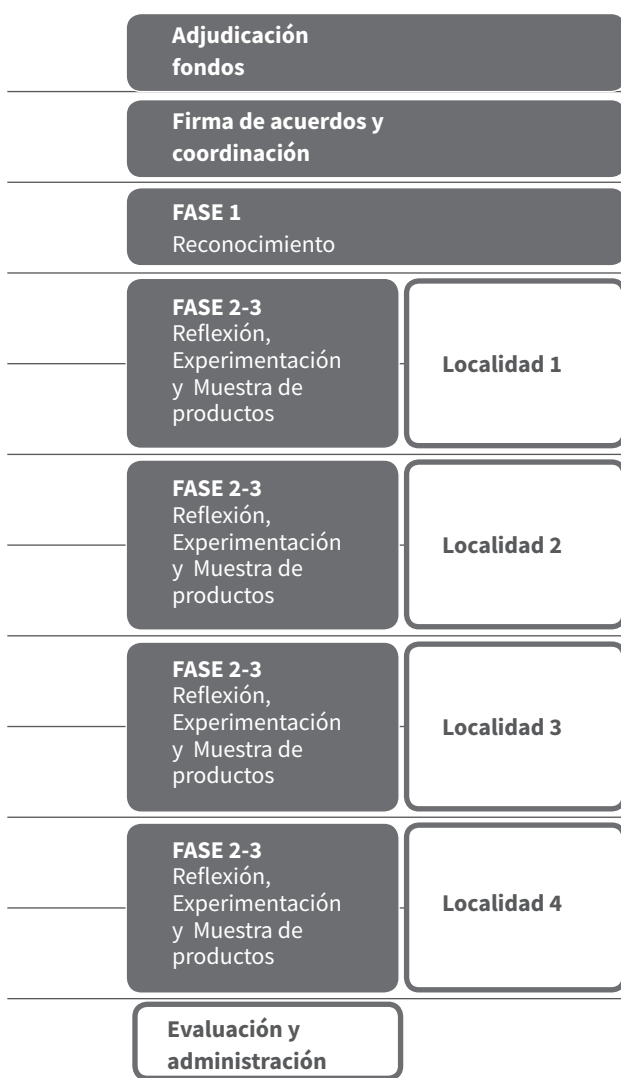 Adjudicación
fondos
Firma de acuerdos y
coordinación
FASE 1
Reconocimiento
FASE 2-3
Reflexión,
Experimentación
y Muestra de
productos
Localidad 1
FASE 2-3
Reflexión,
Experimentación
y Muestra de
productos
Localidad 2
FASE 2-3
Reflexión,
Experimentación
y Muestra de
productos
Localidad 3
FASE 2-3
Reflexión,
Experimentación
y Muestra de
productos
Localidad 4
Evaluación y
administración